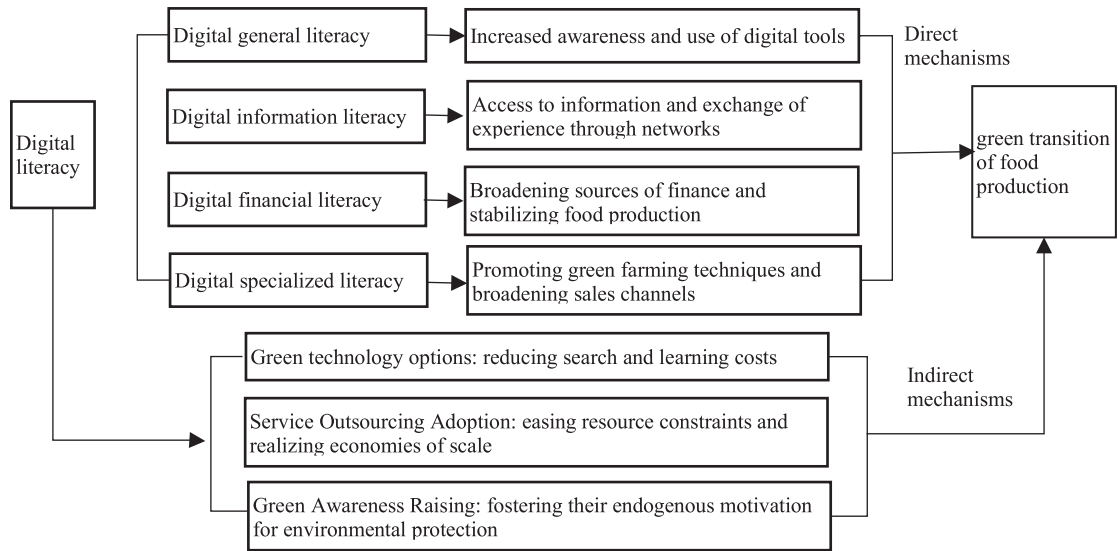 Digital
literacy
Digital general literacy
Increased awareness and use of digital tools
Digital information literacy
Access to information and exchange of
experience through networks
Digital financial literacy
Broadening sources of finance and
stabilizing food production
Digital specialized literacy
Promoting green farming techniques and
broadening sales channels
Direct
mechanisms
green transition
of food
production
Green technology options: reducing search and learning costs
Service Outsourcing Adoption: easing resource constraints and
realizing economies of scale
Green Awareness Raising: fostering their endogenous motivation
for environmental protection
Indirect
mechanisms